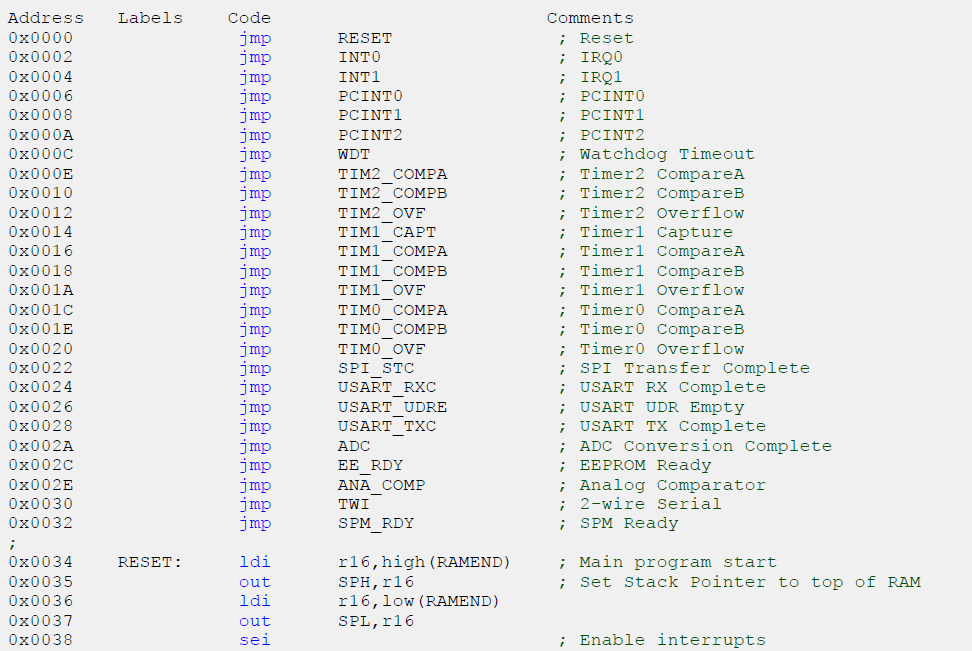 Address Labels Code Comments
0x0000 jmp RESET ; Reset
0x0002 jmp INT0 ; IRQ0
0x0004 jmp INT1 ; IRQ1
0x0006 jmp PCINT0 ; PCINT0
0x0008 jmp PCINT1 ; PCINT1
0x000A jmp PCINT2 ; PCINT2
0x000C jmp WDT ; Watchdog Timeout
0x000E jmp TIM2_COMPA ; Timer2 CompareA
0x0010 jmp TIM2_COMPB ; Timer2 CompareB
0x0012 jmp TIM2_OVF ; Timer2 Overflow
0x0014 jmp TIM1_CAPT ; Timer1 Capture
0x0016 jmp TIM1_COMPA ; Timer1 CompareA
0x0018 jmp TIM1_COMPB ; Timer1 CompareB
0x001A jmp TIM1_OVF ; Timer1 Overflow
0x001C jmp TIM0_COMPA ; Timer0 CompareA
0x001E jmp TIM0_COMPB ; Timer0 CompareB
0x0020 jmp TIM0_OVF ; Timer0 Overflow
0x0022 jmp SPI_STC ; SPI Transfer Complete
0x0024 jmp USART_RXC ; USART RX Complete
0x0026 jmp USART_UDRE ; USART UDR Empty
0x0028 jmp USART_TXC ; USART TX Complete
0x002A jmp ADC ; ADC Conversion Complete
0x002C jmp EE_RDY ; EEPROM Ready
0x002E jmp ANA_COMP ; Analog Comparator
0x0030 jmp TWI ; 2-wire Serial
0x0032 jmp SPM_RDY ; SPM Ready
;
0x0034 RESET: ldi r16,high(RAMEND) ; Main program start
0x0035 out SPH,r16 ; Set Stack Pointer to top of RAM
0x0036 ldi r16,low(RAMEND)
0x0037 out SPL,r16
0x0038 sei ; Enable interrupts